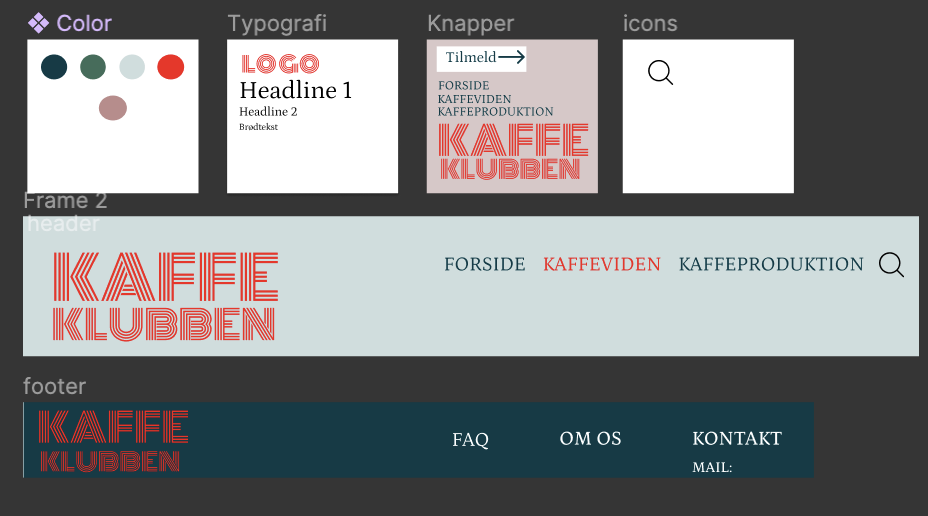 Color
Typografi
Knapper
icons
LOGO
Headline 1
Headline 2
Brødtekst
Tilmeld
FORSIDE
KAFFEVIDEN
KAFFEPRODUKTION
KAFFE
KLUBBEN
Frame 2
header
KAFFE
KLUBBEN
FORSIDE KAFFEVIDEN KAFFEPRODUKTION
footer
KAFFE
KLUBBEN
FAQ OM OS KONTAKT
MAIL: